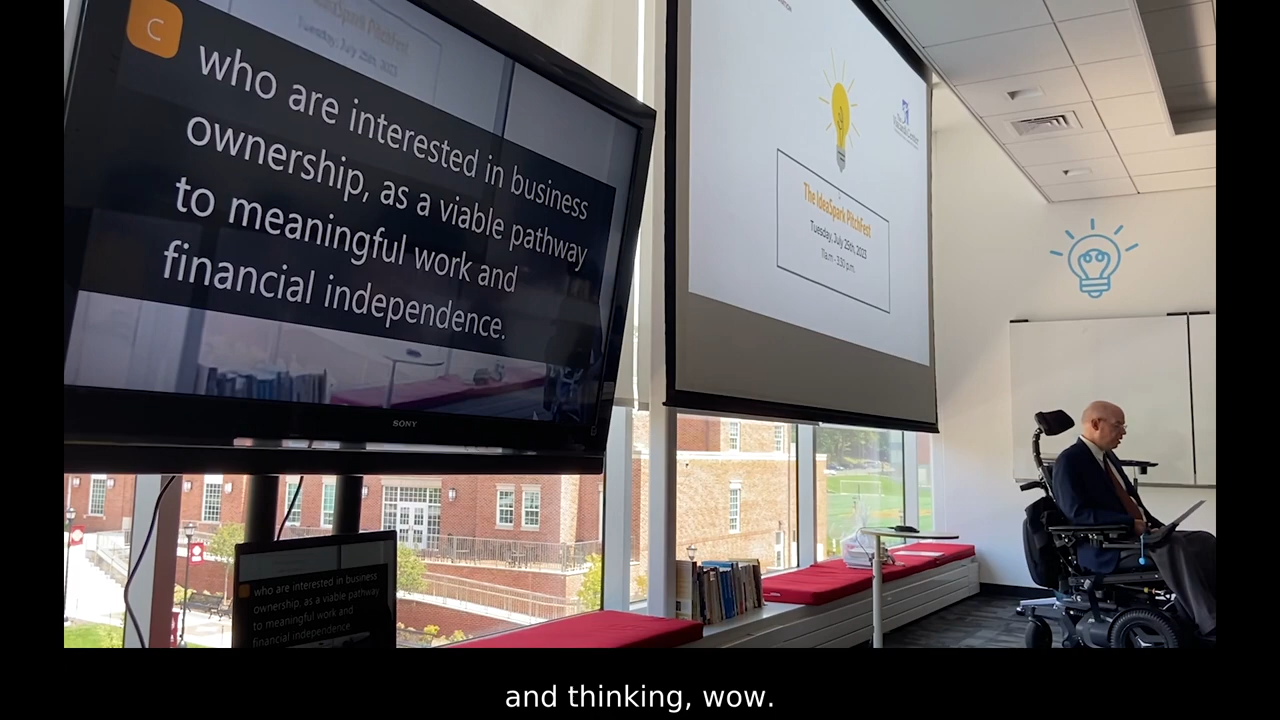 C
who are interested in business
ownership, as a viable pathway
to meaningful work and
financial independence.
SONY
The IdeaSpark PitchFest
Tuesday, July 25th, 2023
11a.m - 3:30 p.m.
who are interested in business
ownership, as a viable pathway
to meaningful work and
financial independence.
and thinking, wow.